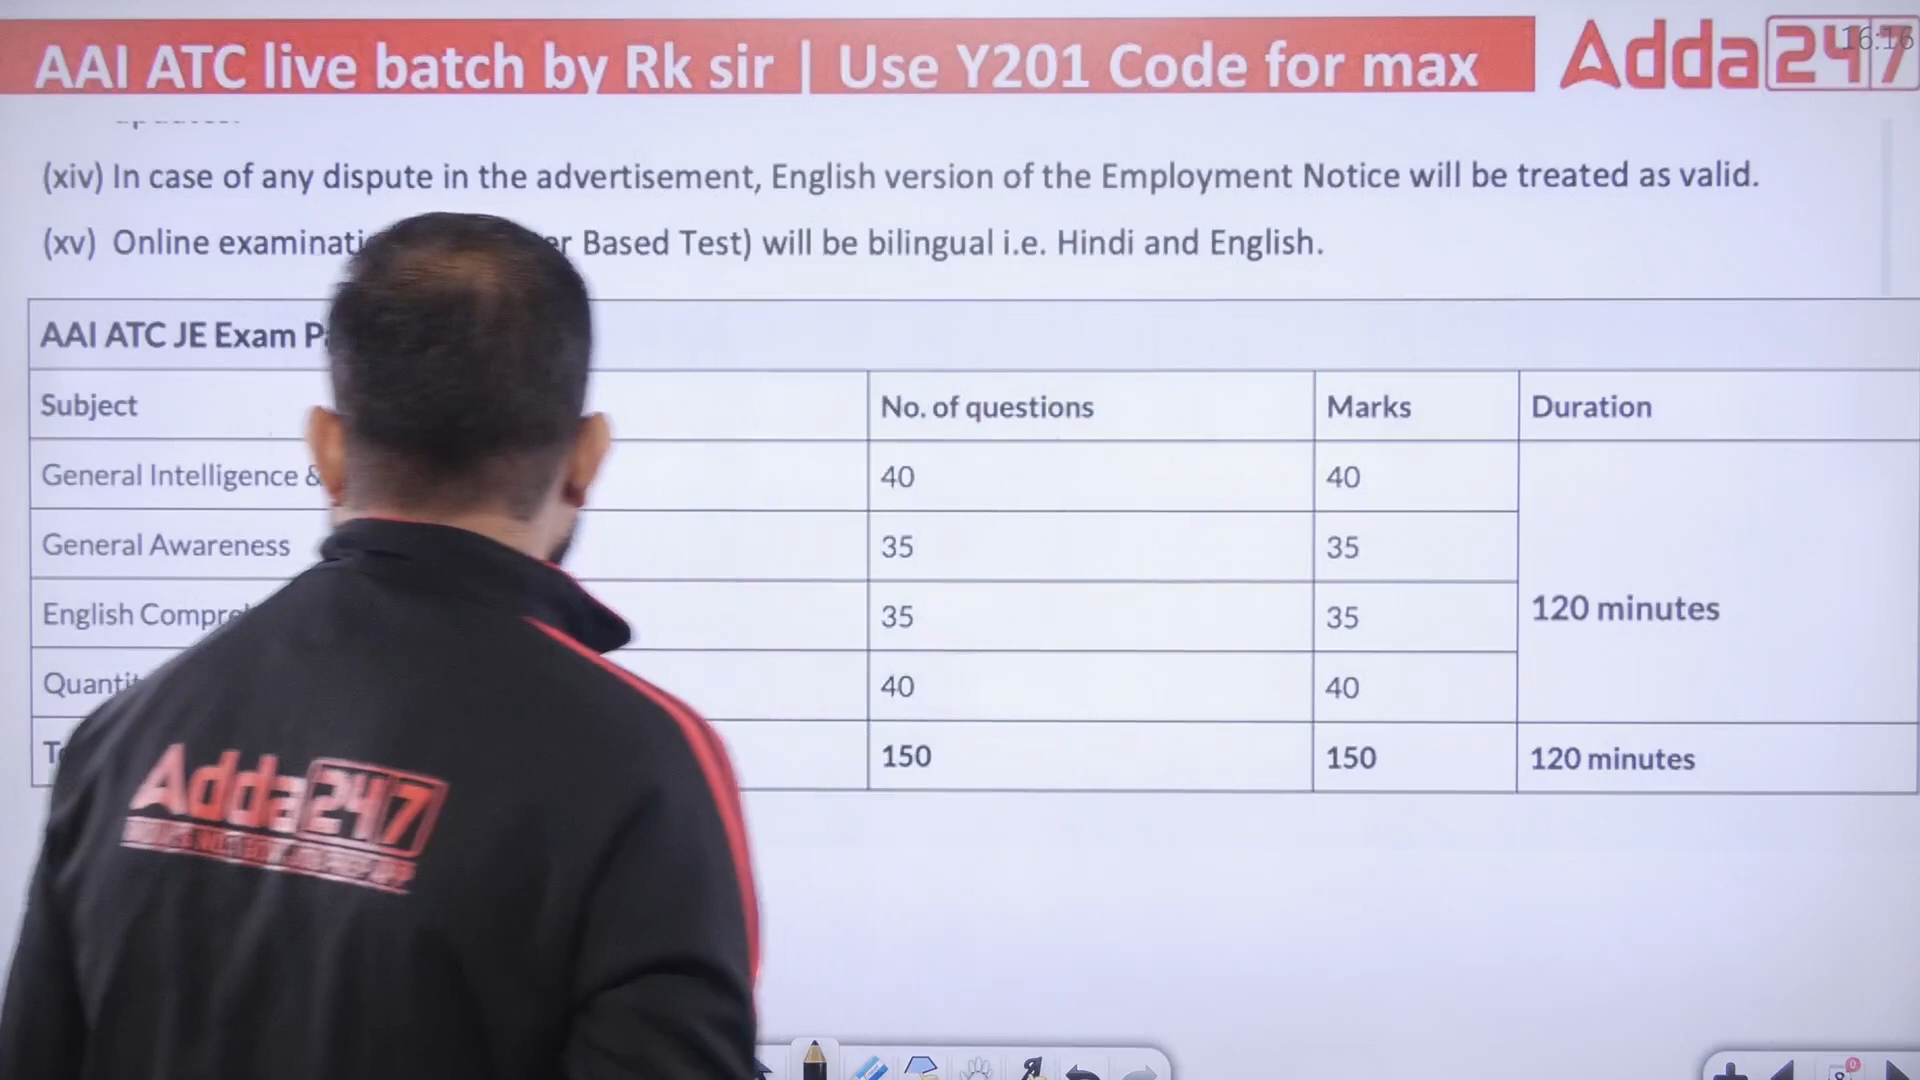 AAI ATC live batch by Rk sir | Use Y201 Code for max
Adda247
16:16
(xiv) In case of any dispute in the advertisement, English version of the Employment Notice will be treated as valid.
(xv) Online Based Test) will be bilingual i.e. Hindi and English.
AAI ATC JE Exam
Subject No. of questions Marks Duration
General Intelligence & 40 40
General Awareness 35 35
English 35 35
120 minutes
40 40
150 150 120 minutes
Adda247